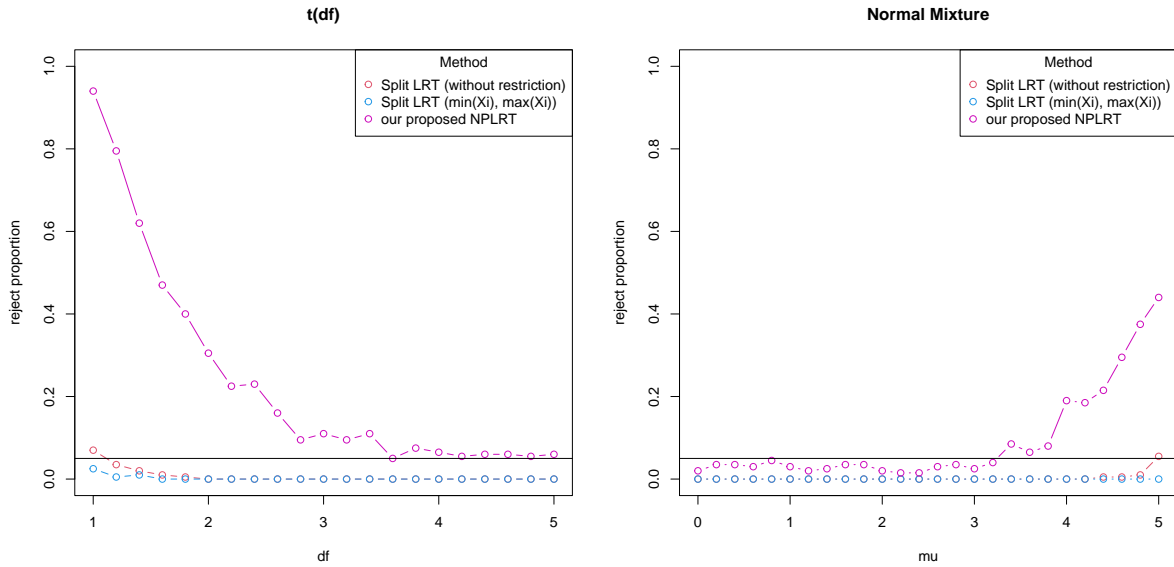 t(df)
Method
Split LRT (without restriction)
Split LRT (min(Xi), max(Xi))
our proposed NPLRT
reject proportion
1.0
0.8
0.6
0.4
0.2
0.0
1 2 3 4 5
df
Normal Mixture
Method
Split LRT (without restriction)
Split LRT (min(Xi), max(Xi))
our proposed NPLRT
reject proportion
1.0
0.8
0.6
0.4
0.2
0.0
0 1 2 3 4 5
mu